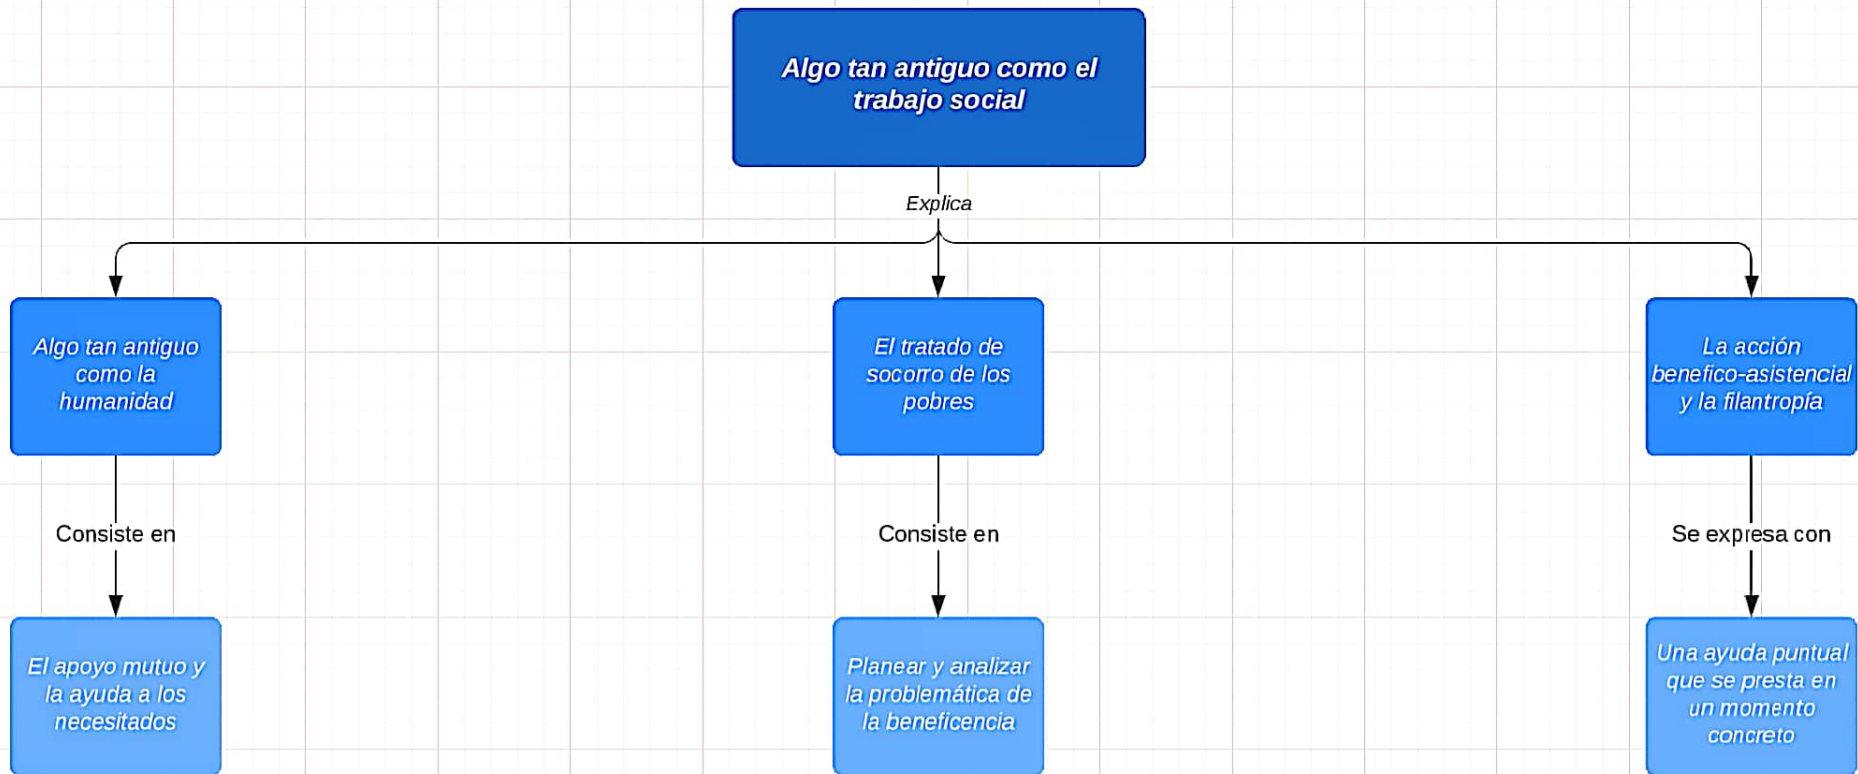 Algo tan antiguo como el
trabajo social
Explica
Algo tan antiguo
como la
humanidad
El tratado de
socorro de los
pobres
La acción
benefico-asistencial
y la filantropía
Consiste en
Consiste en
Se expresa con
El apoyo mutuo y
la ayuda a los
necesitados
Planear y analizar
la problemática de
la beneficencia
Una ayuda puntual
que se presta en
un momento
concreto